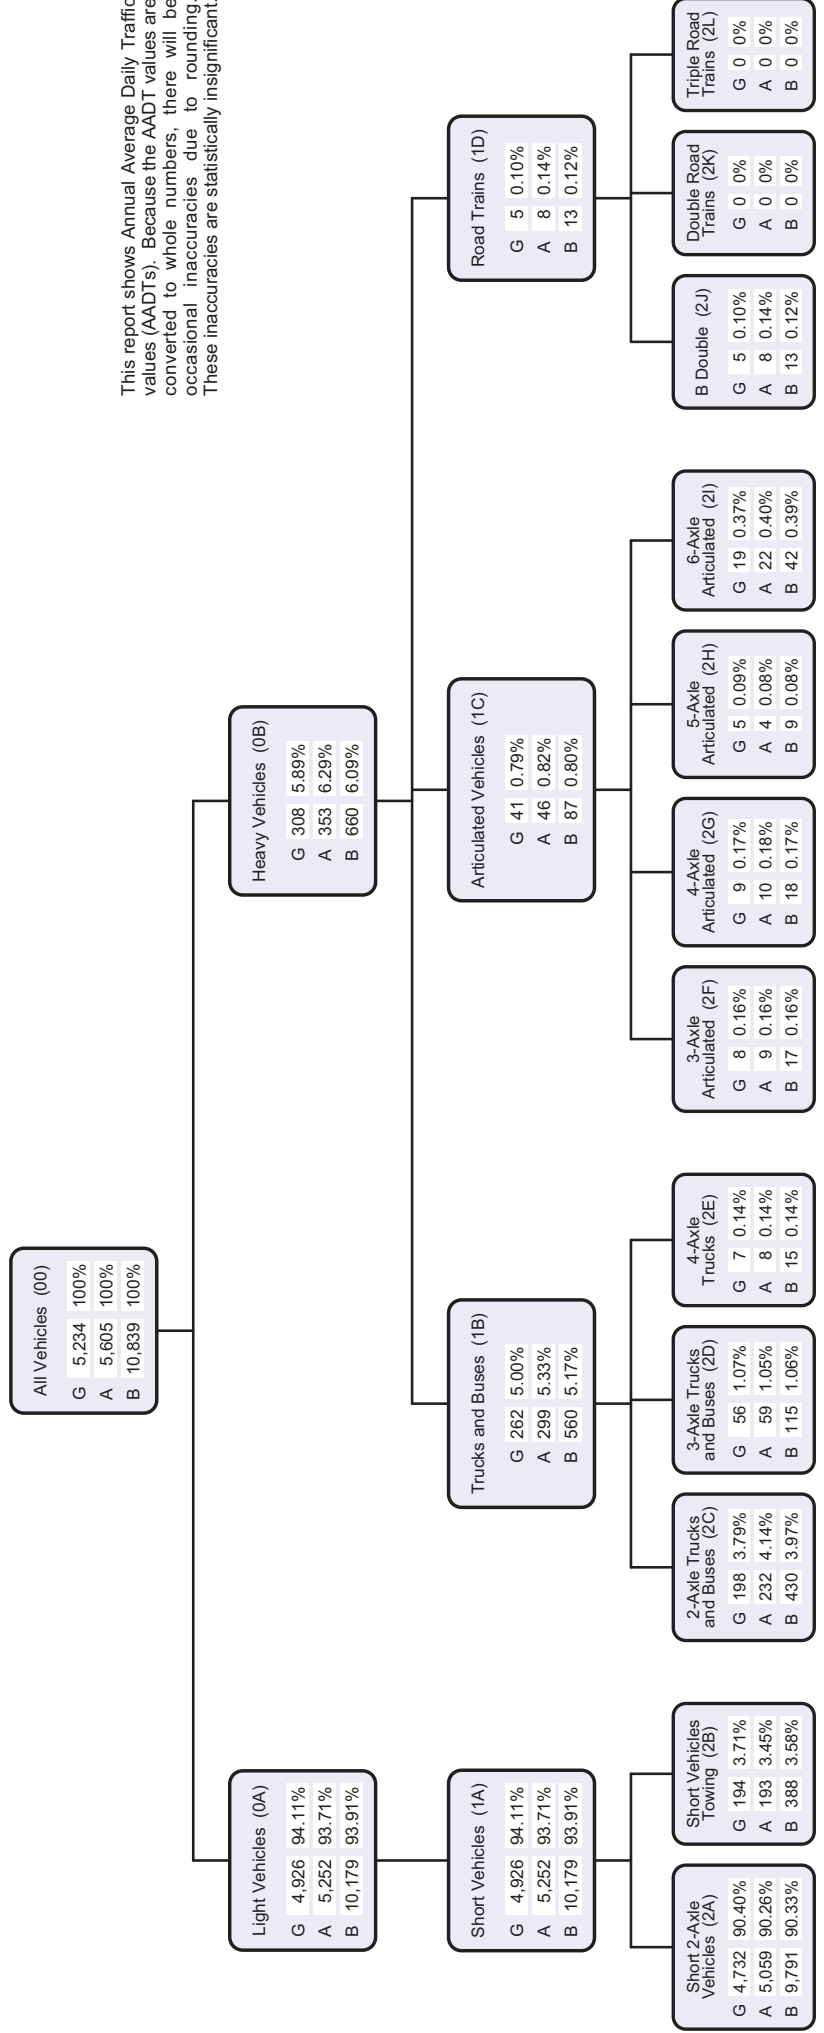 This report shows Annual Average Daily Traffic
values (AADTs). Because the AADT values are
converted to whole numbers, there will be
occasional inaccuracies due to rounding.
These inaccuracies are statistically insignificant.
All Vehicles (00)
G 5,234 100%
A 5,605 100%
B 10,839 100%
Light Vehicles (0A)
G 4,926 94.11%
A 5,252 93.71%
B 10,179 93.91%
Heavy Vehicles (0B)
G 308 5.89%
A 353 6.29%
B 660 6.09%
Short Vehicles (1A)
G 4,926 94.11%
A 5,252 93.71%
B 10,179 93.91%
Trucks and Buses (1B)
G 262 5.00%
A 299 5.33%
B 560 5.17%
Articulated Vehicles (1C)
G 41 0.79%
A 46 0.82%
B 87 0.80%
Road Trains (1D)
G 5 0.10%
A 8 0.14%
B 13 0.12%
Short 2-Axle
Vehicles (2A)
G 4,732 90.40%
A 5,059 90.26%
B 9,791 90.33%
Short Vehicles
Towing (2B)
G 194 3.71%
A 193 3.45%
B 388 3.58%
2-Axle Trucks
and Buses (2C)
G 198 3.79%
A 232 4.14%
B 430 3.97%
3-Axle Trucks
and Buses (2D)
G 56 1.07%
A 59 1.05%
B 115 1.06%
4-Axle
Trucks (2E)
G 7 0.14%
A 8 0.14%
B 15 0.14%
3-Axle
Articulated (2F)
G 8 0.16%
A 9 0.16%
B 17 0.16%
4-Axle
Articulated (2G)
G 9 0.17%
A 10 0.18%
B 18 0.17%
5-Axle
Articulated (2H)
G 5 0.09%
A 4 0.08%
B 9 0.08%
6-Axle
Articulated (2I)
G 19 0.37%
A 22 0.40%
B 42 0.39%
B Double (2J)
G 5 0.10%
A 8 0.14%
B 13 0.12%
Double Road
Trains (2K)
G 0 0%
A 0 0%
B 0 0%
Triple Road
Trains (2L)
G 0 0%
A 0 0%
B 0 0%